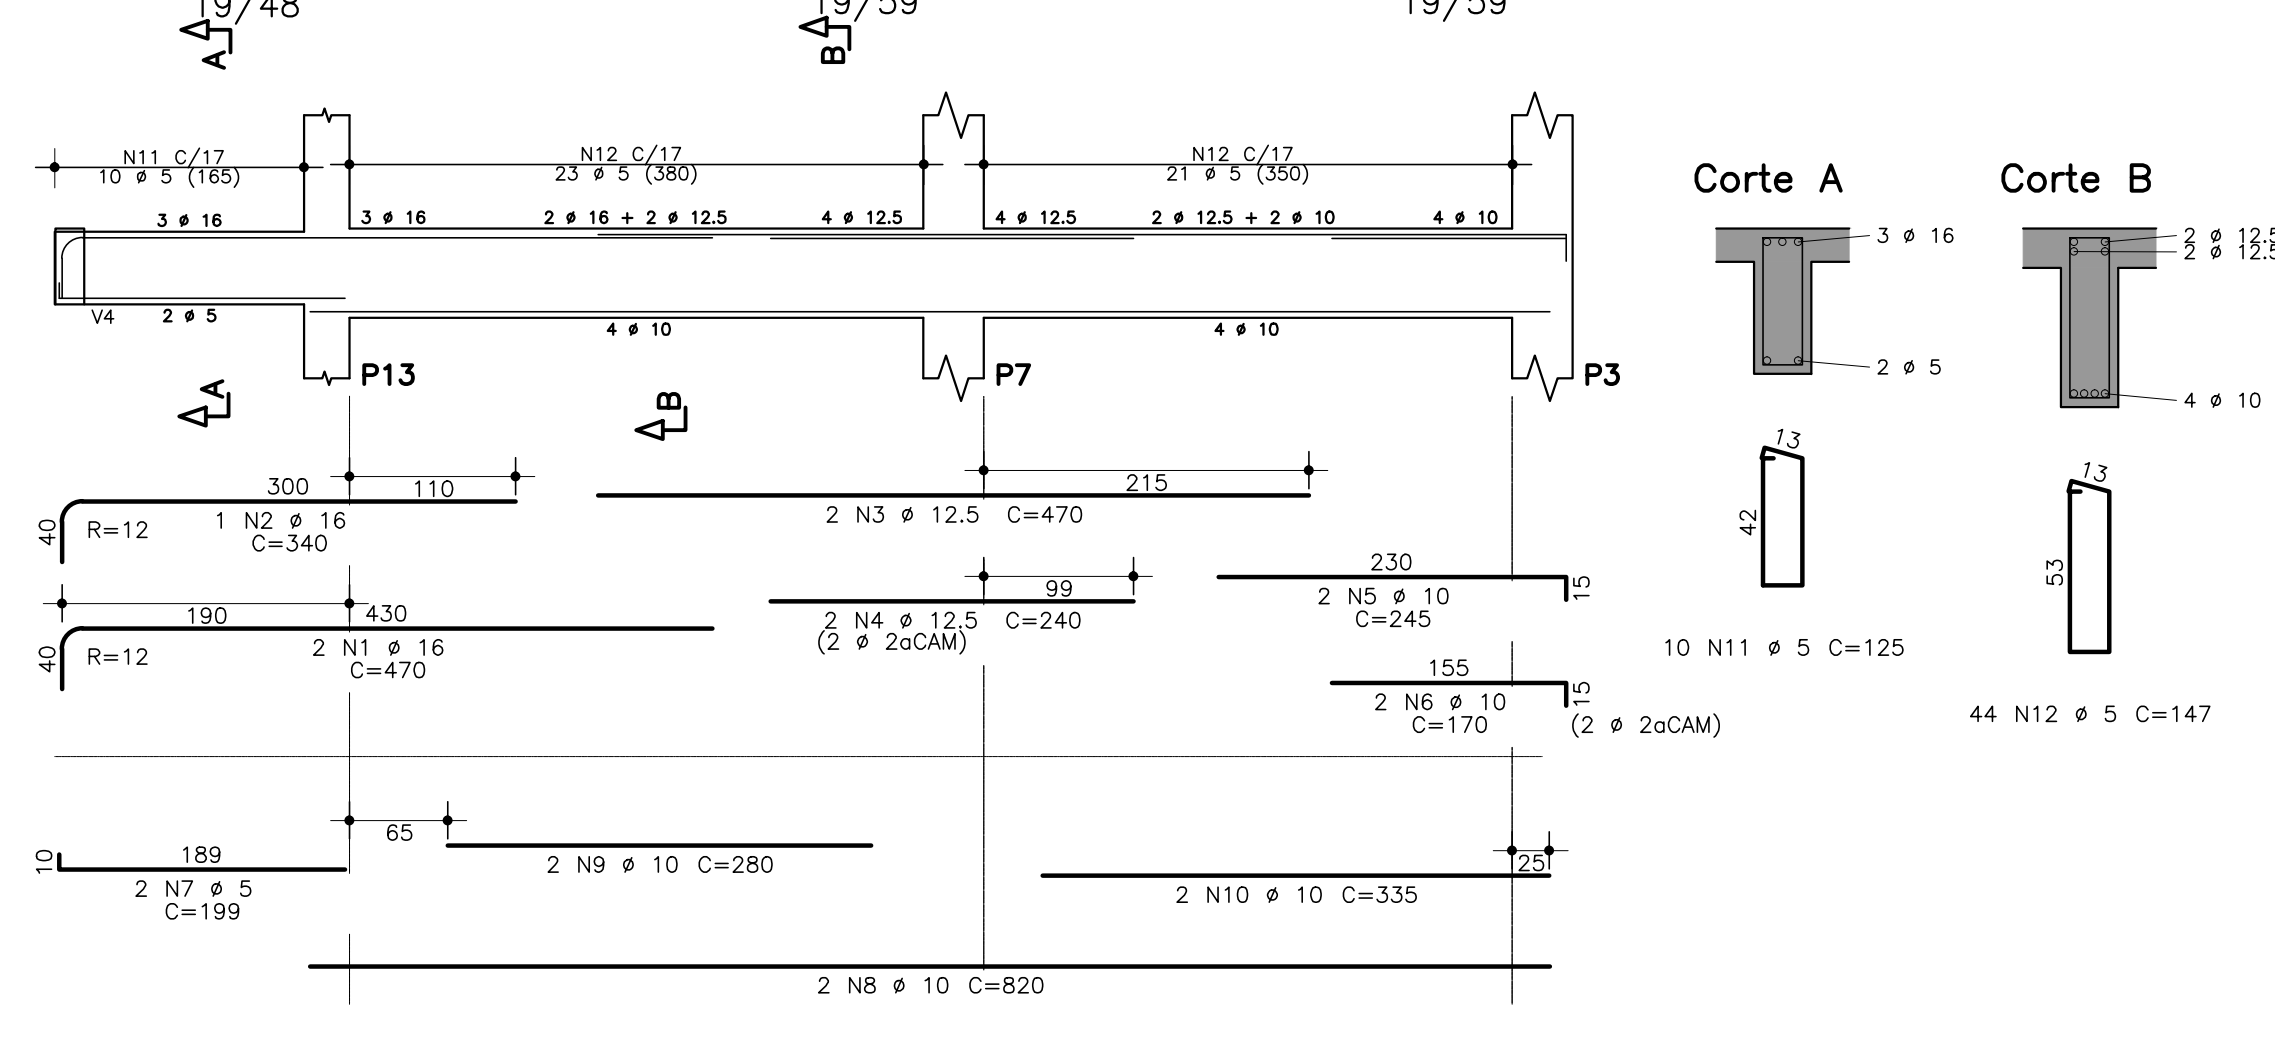 19/48
19/59
19/59
A
B
N11 C/17
10 ø 5 (165)
N12 C/17
23 ø 5 (380)
N12 C/17
21 ø 5 (350)
3 ø 16
3 ø 16
2 ø 16 + 2 ø 12.5
4 ø 12.5
4 ø 12.5
2 ø 12.5 + 2 ø 10
4 ø 10
V4
2 ø 5
4 ø 10
4 ø 10
P13
P7
P3
A
B
Corte A
3 ø 16
2 ø 5
Corte B
2 ø 12.5
2 ø 12.5
4 ø 10
300
110
40
R=12
1 N2 ø 16
C=340
215
2 N3 ø 12.5 C=470
190
430
40
R=12
2 N1 ø 16
C=470
99
2 N4 ø 12.5 C=240
(2 ø 2aCAM)
230
15
2 N5 ø 10
C=245
155
15
2 N6 ø 10
C=170
(2 ø 2aCAM)
13
42
10 N11 ø 5 C=125
13
53
44 N12 ø 5 C=147
189
10
2 N7 ø 5
C=199
65
2 N9 ø 10 C=280
25
2 N10 ø 10 C=335
2 N8 ø 10 C=820